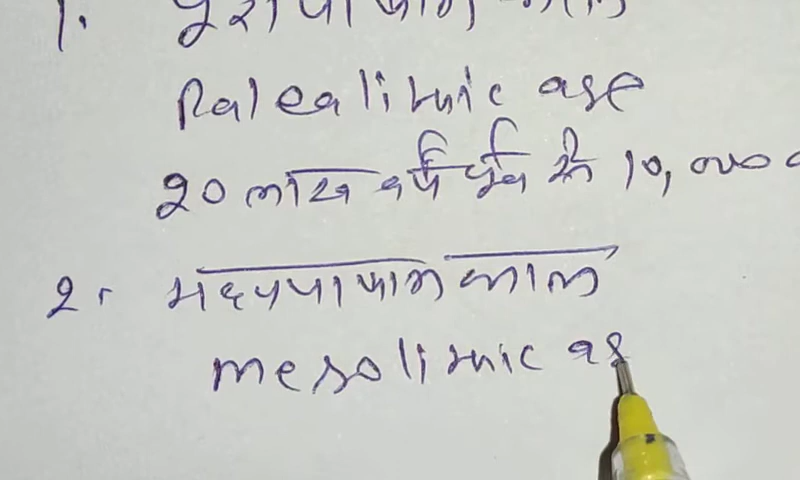 1. पुरापाषाण काल
Palealithic age
20 लाख वर्ष पूर्व से 10,000
2. मध्यपाषाण काल
mesolithic ag